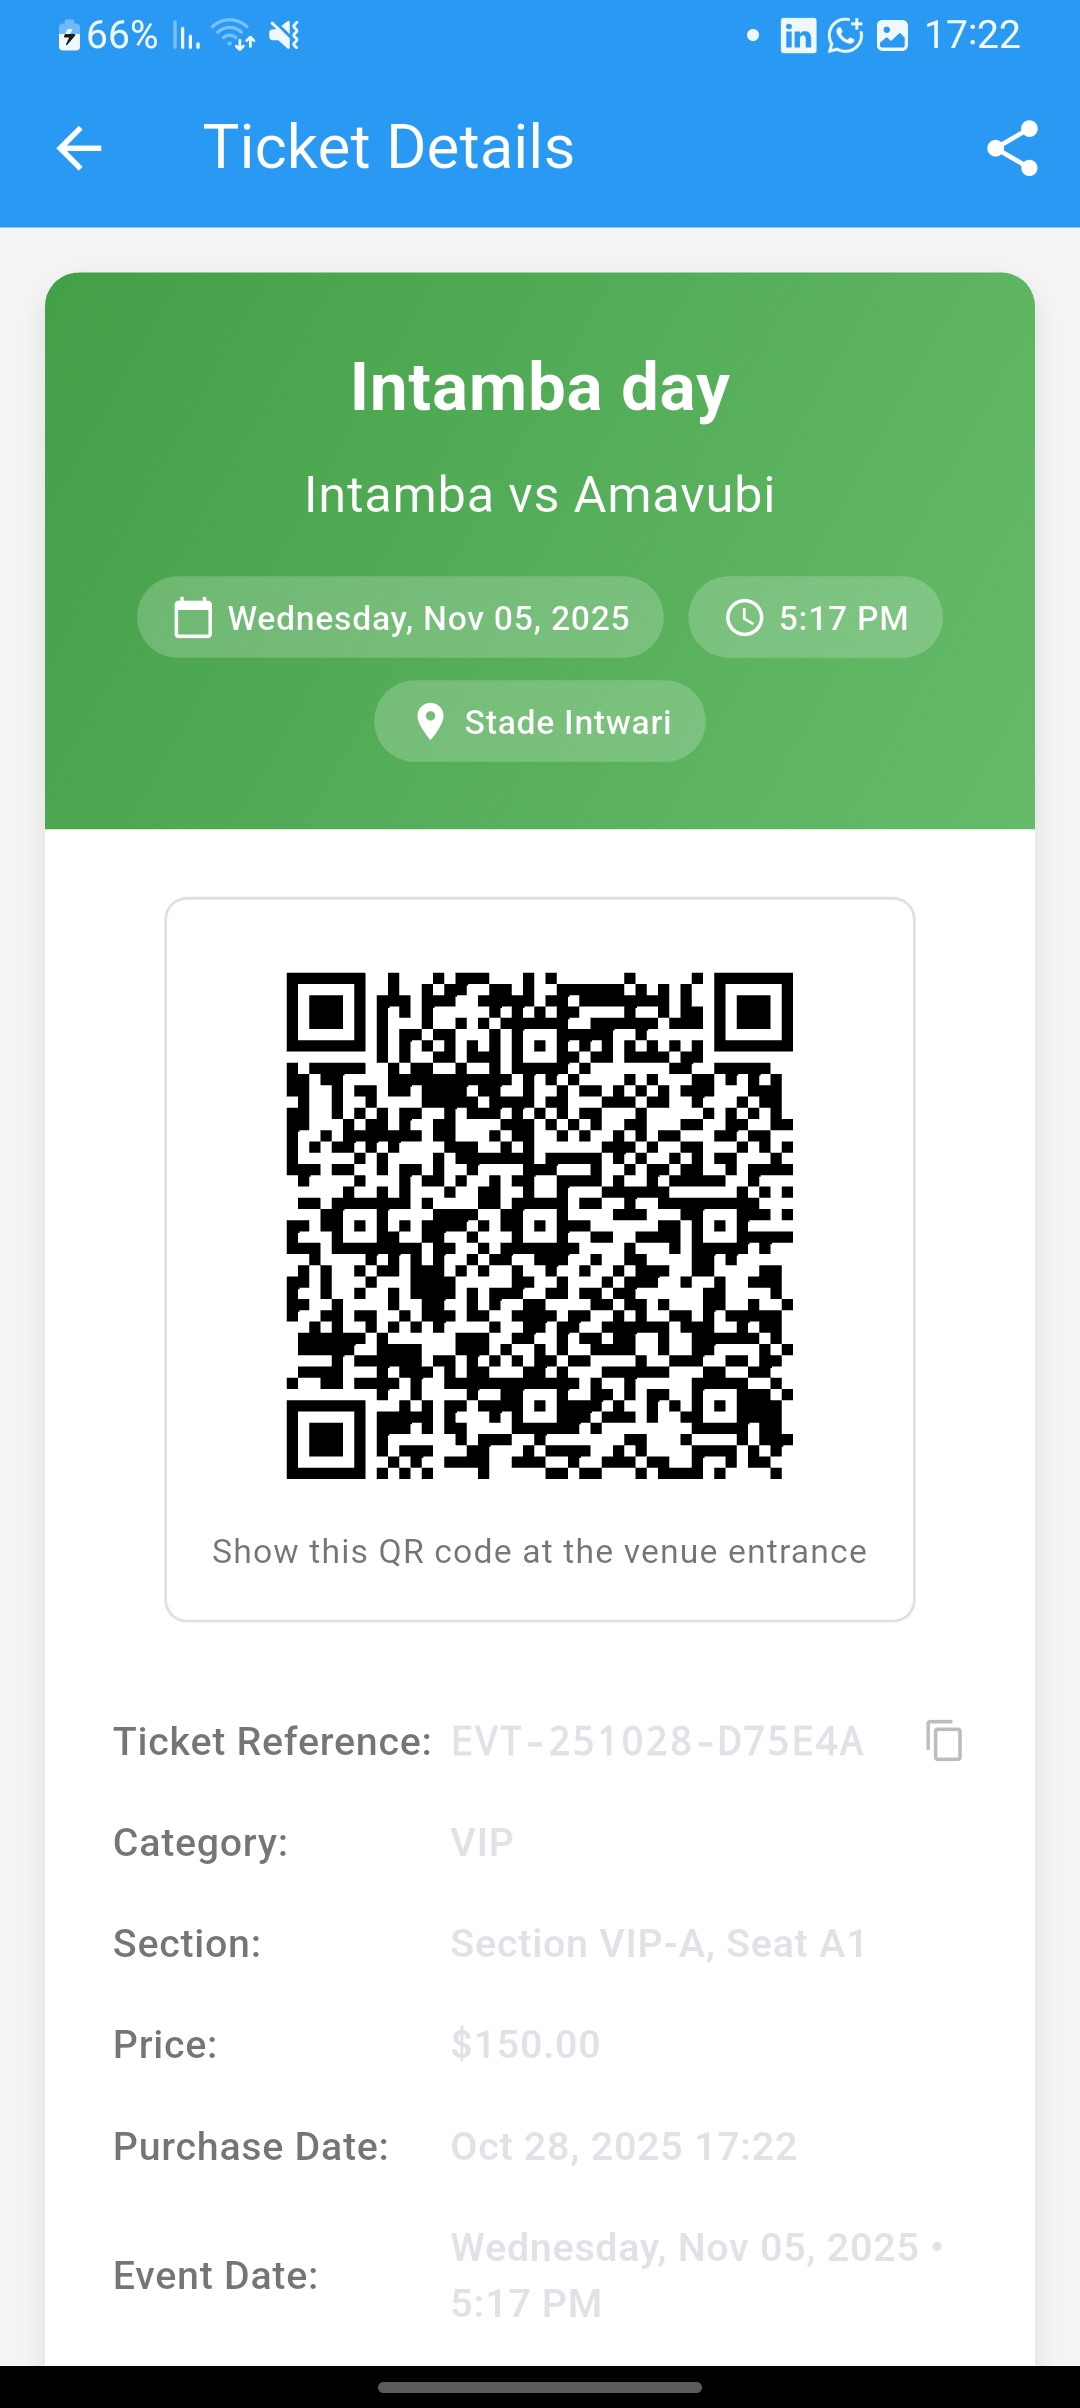 66%
17:22
Ticket Details
Intamba day
Intamba vs Amavubi
Wednesday, Nov 05, 2025
5:17 PM
Stade Intwari
Show this QR code at the venue entrance
Ticket Reference: EVT-251028-D75E4A
Category: VIP
Section: Section VIP-A, Seat A1
Price: $150.00
Purchase Date: Oct 28, 2025 17:22
Event Date: Wednesday, Nov 05, 2025 •
5:17 PM